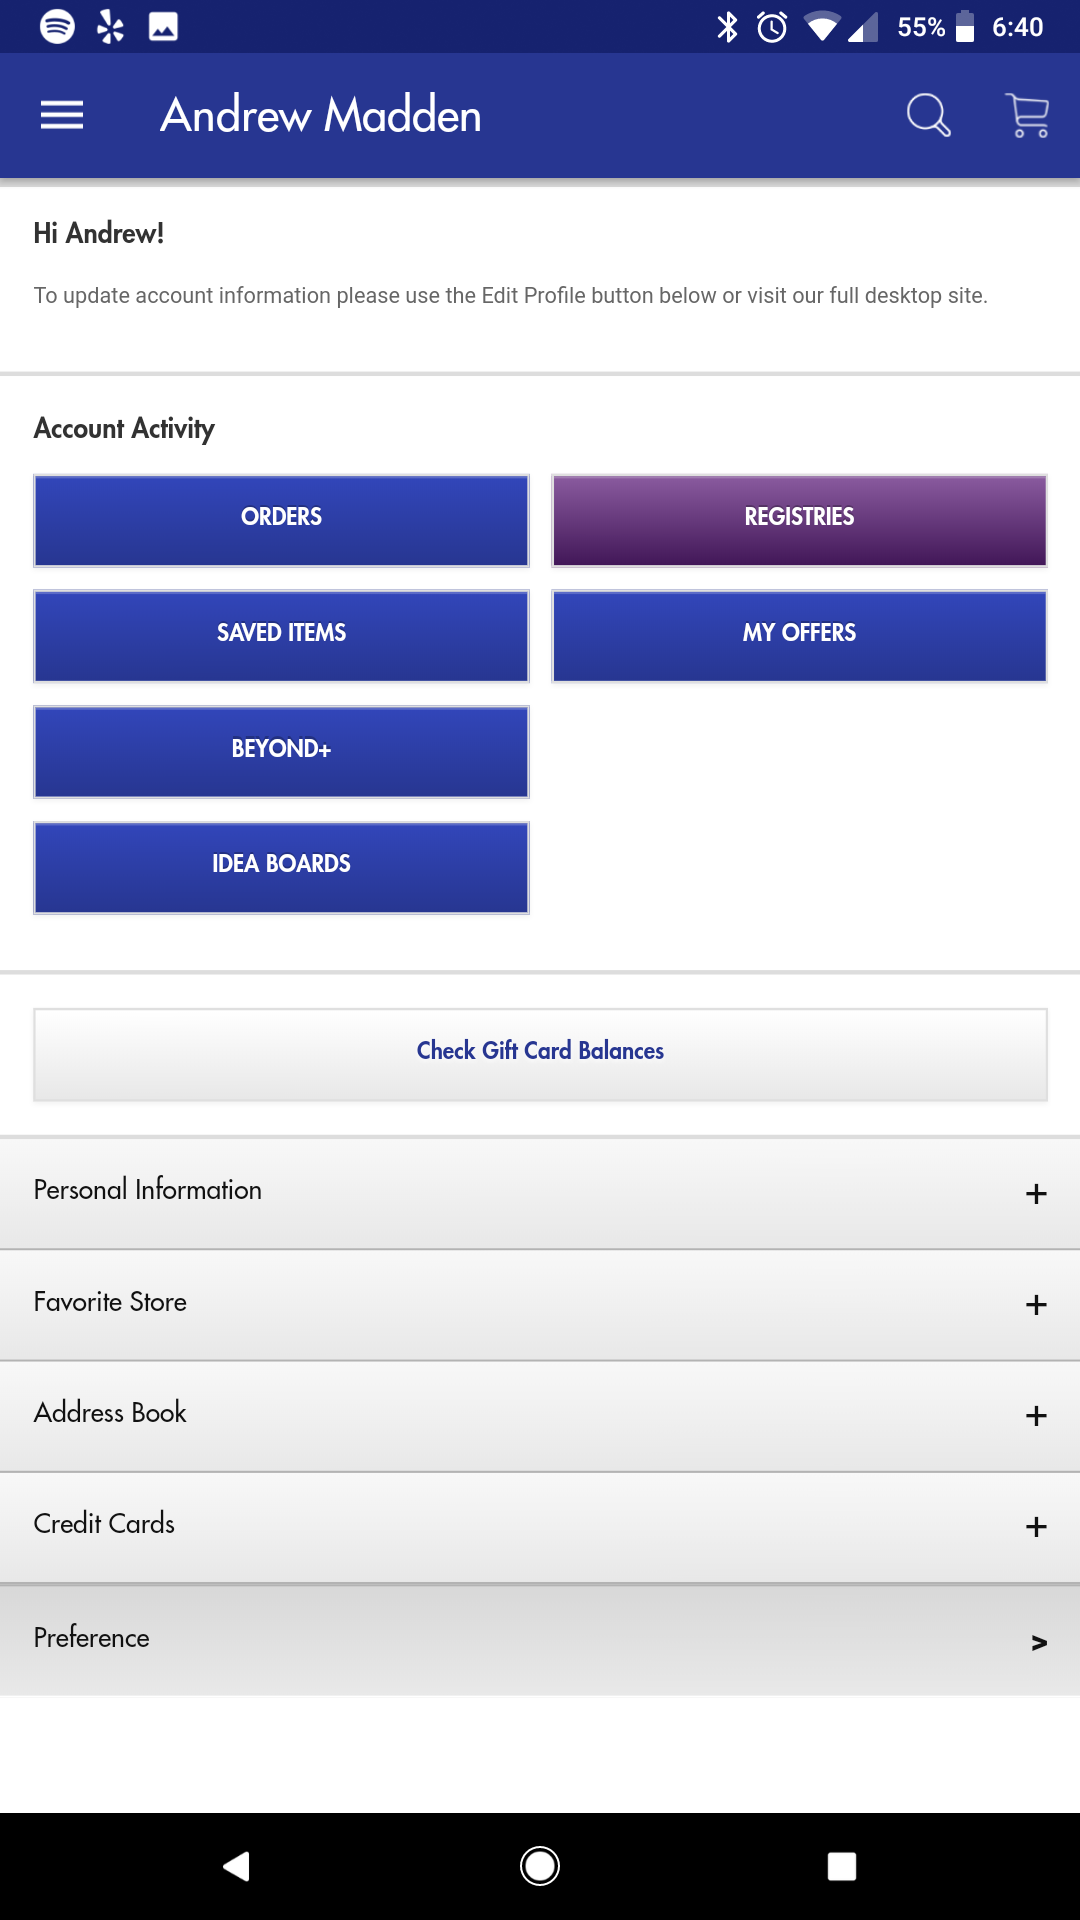 55% 6:40
Andrew Madden
Hi Andrew!
To update account information please use the Edit Profile button below or visit our full desktop site.
Account Activity
ORDERS REGISTRIES
SAVED ITEMS MY OFFERS
BEYOND+
IDEA BOARDS
Check Gift Card Balances
Personal Information +
Favorite Store +
Address Book +
Credit Cards +
Preference >